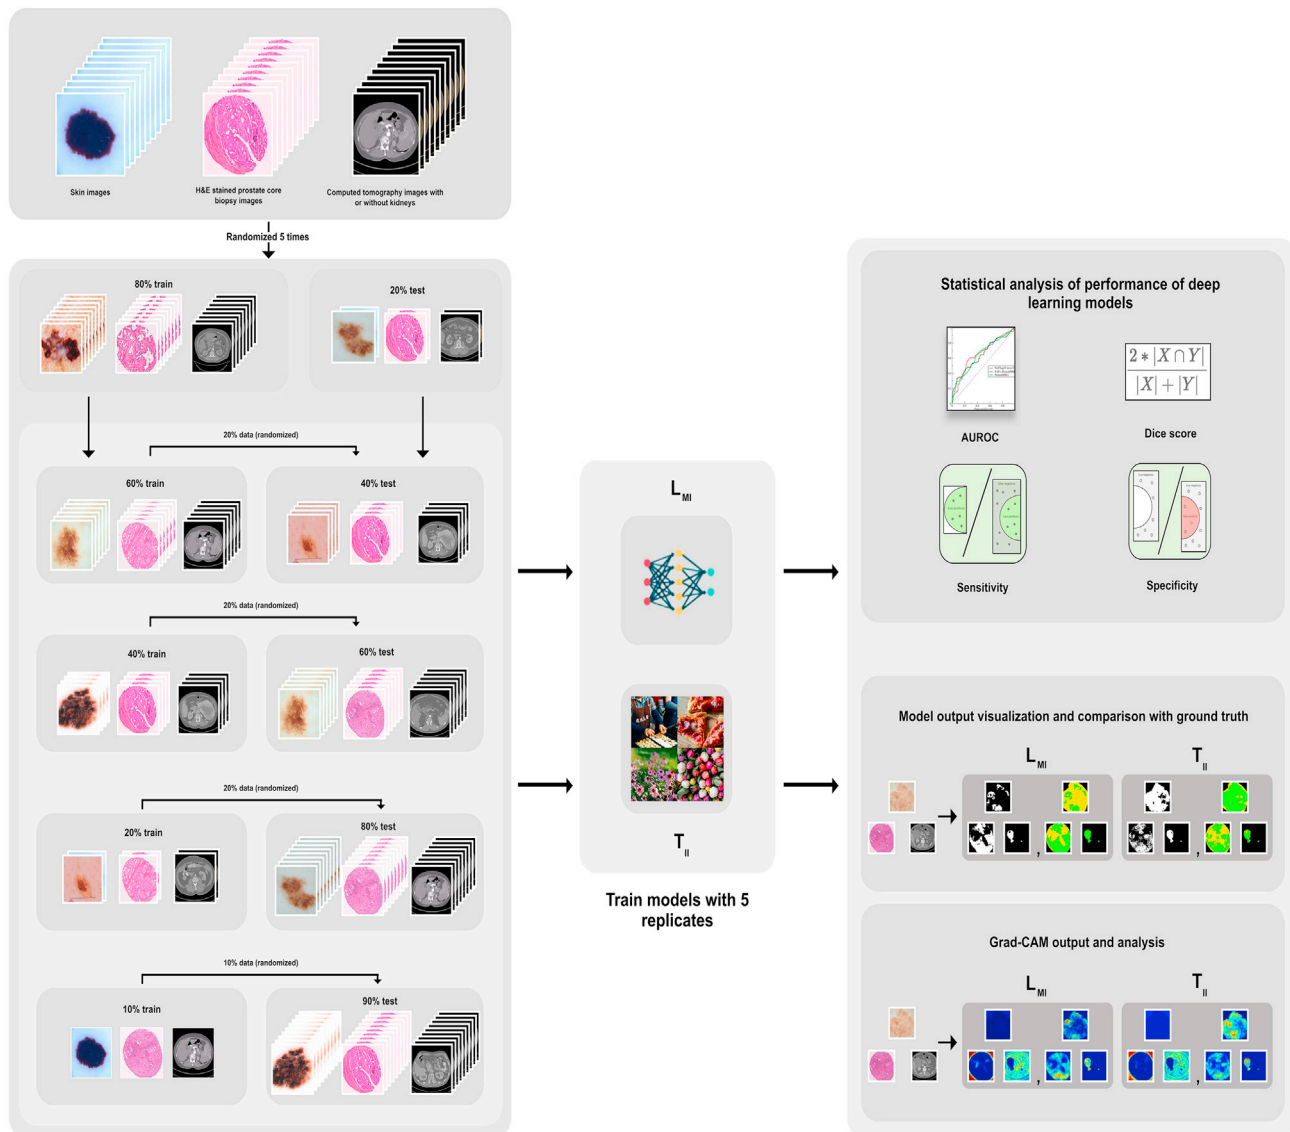 Skin images
H&E stained prostate core
biopsy images
Computed tomography images with
or without kidneys
Randomized 5 times
80% train
20% test
20% data (randomized)
60% train
40% test
20% data (randomized)
40% train
60% test
20% data (randomized)
20% train
80% test
10% data (randomized)
10% train
90% test
L MI
T II
Train models with 5
replicates
Statistical analysis of performance of deep
learning models
AUROC
2 * |X ∩ Y|
|X| + |Y|
Dice score
Sensitivity
Specificity
Model output visualization and comparison with ground truth
L MI
T II
,
,
Grad-CAM output and analysis
L MI
T II
,
,